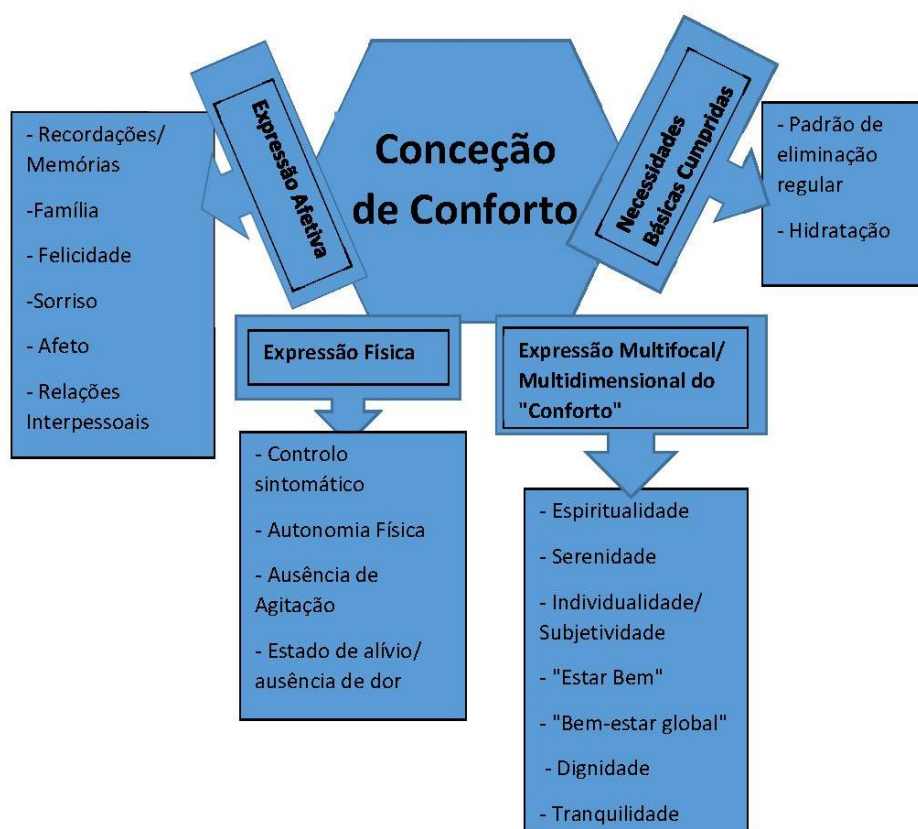 Conceção
de Conforto
Expressão Afetiva
- Recordações/
Memórias
-Família
- Felicidade
-Sorriso
- Afeto
- Relações
Interpessoais
Expressão Física
- Controlo
sintomático
- Autonomia Física
- Ausência de
Agitação
- Estado de alívio/
ausência de dor
Expressão Multifocal/
Multidimensional do
"Conforto"
- Espiritualidade
- Serenidade
- Individualidade/
Subjetividade
- "Estar Bem"
- "Bem-estar global"
- Dignidade
- Tranquilidade
Necessidades
Básicas Cumpridas
- Padrão de
eliminação
regular
- Hidratação